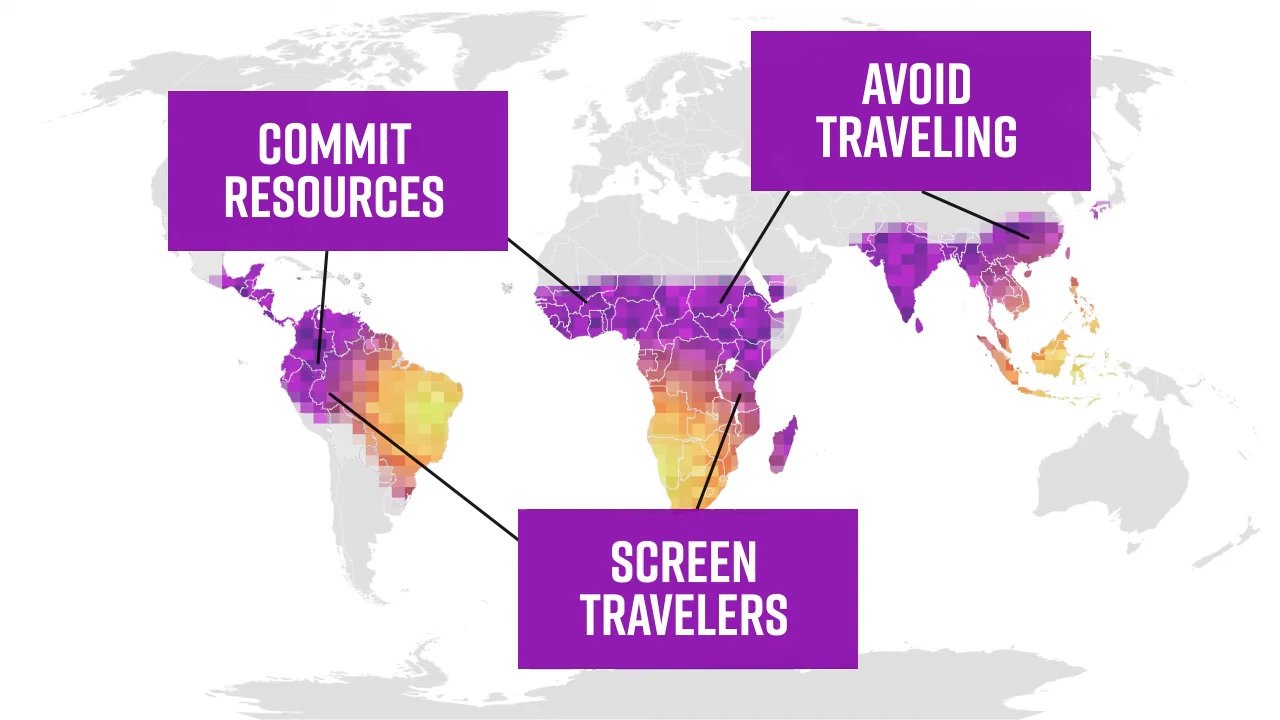 COMMIT
RESOURCES
AVOID
TRAVELING
SCREEN
TRAVELERS